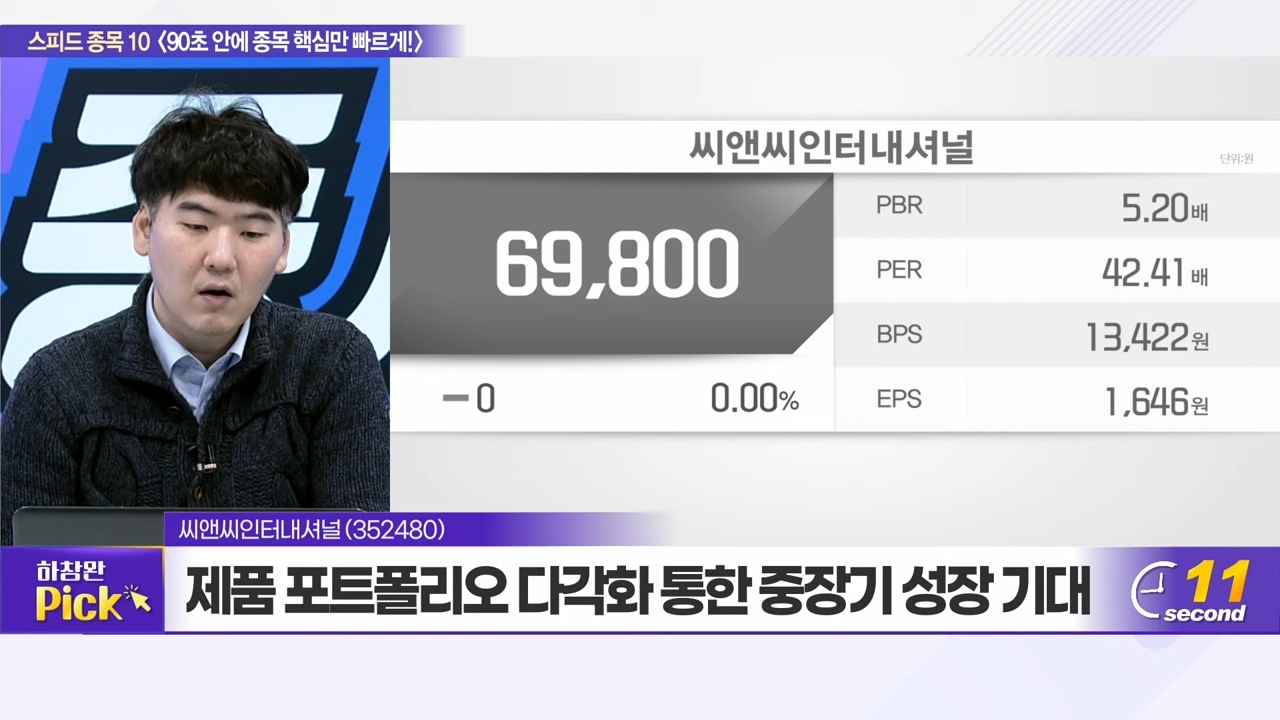 스피드 종목 10 〈90초 안에 종목 핵심만 빠르게!〉
씨앤씨인터내셔널
단위:원
69,800
0 0.00%
PBR 5.20배
PER 42.41배
BPS 13,422원
EPS 1,646원
씨앤씨인터내셔널 (352480)
하창완
Pick
제품 포트폴리오 다각화 통한 중장기 성장 기대
11
second